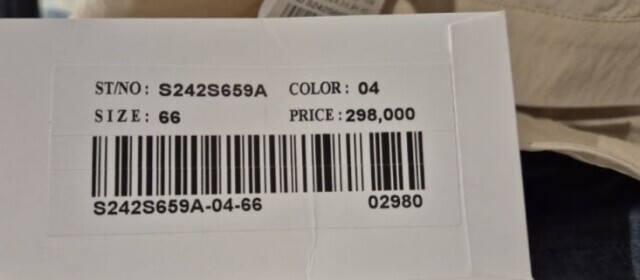 ST/NO: S242S659A COLOR: 04
SIZE: 66 PRICE: 298,000
S242S659A-04-66 02980